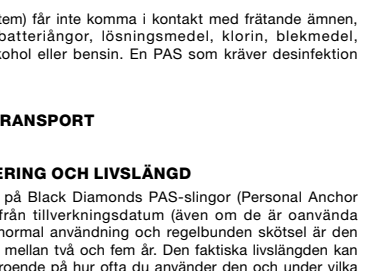 tem) får inte komma i kontakt med frätande ämnen,
batteriångor, lösningsmedel, klorin, blekmedel,
kohol eller bensin. En PAS som kräver desinfektion
RANSPORT
ERING OCH LIVSLÄNGD
på Black Diamonds PAS-slingor (Personal Anchor
från tillverkningsdatum (även om de är oanvända
normal användning och regelbunden skötsel är den
mellan två och fem år. Den faktiska livslängden kan
roende på hur ofta du använder den och under vilka